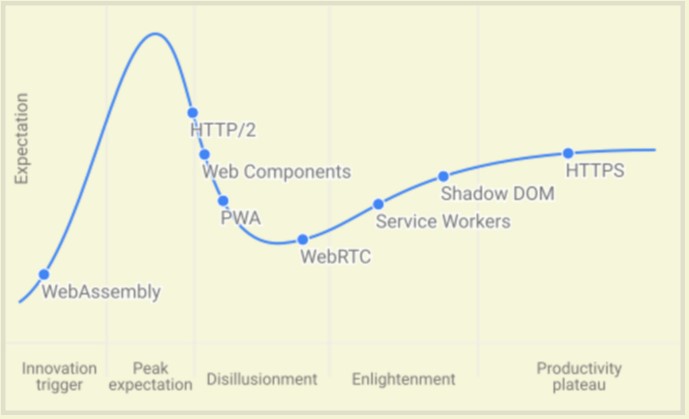 Expectation
HTTP/2
Web Components
PWA
WebRTC
Service Workers
Shadow DOM
HTTPS
WebAssembly
Innovation
trigger
Peak
expectation
Disillusionment
Enlightenment
Productivity
plateau